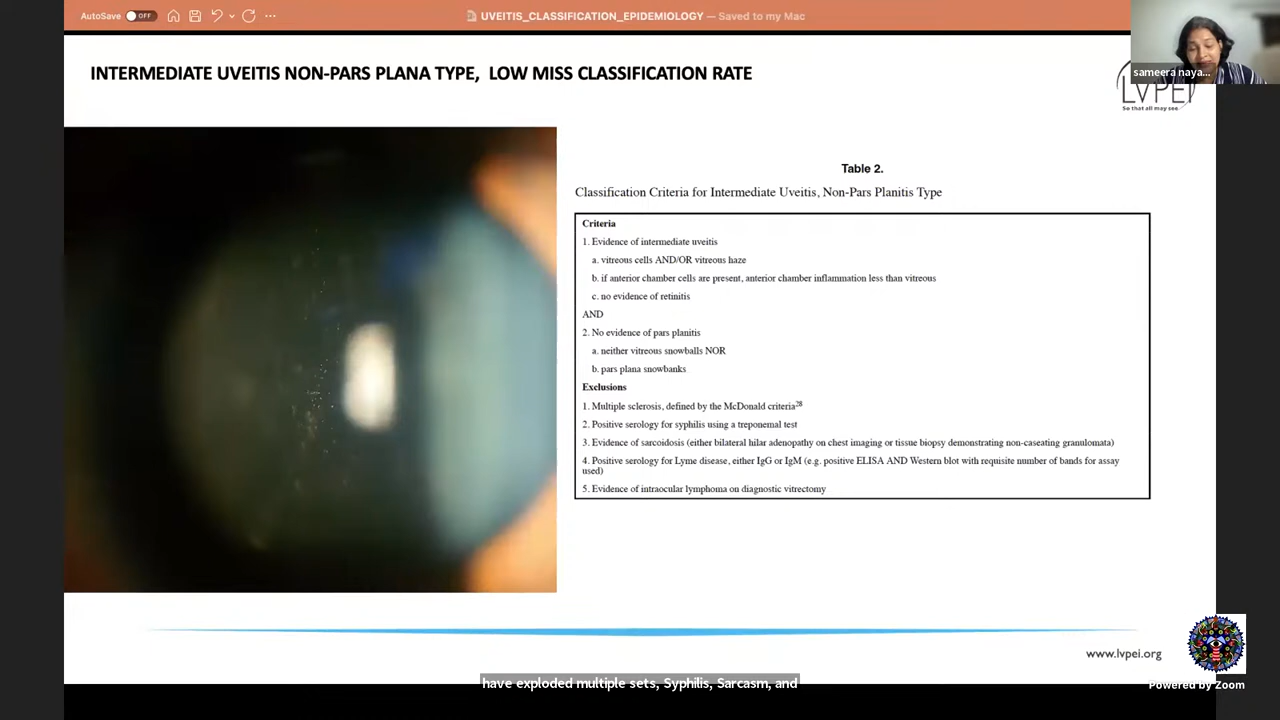 AutoSave OFF
UVEITIS_CLASSIFICATION_EPIDEMIOLOGY — Saved to my Mac
sameera naya...
INTERMEDIATE UVEITIS NON-PARS PLANA TYPE, LOW MISS CLASSIFICATION RATE
LVPEI
So that all may see
Table 2.
Classification Criteria for Intermediate Uveitis, Non-Pars Planitis Type
Criteria
1. Evidence of intermediate uveitis
a. vitreous cells AND/OR vitreous haze
b. if anterior chamber cells are present, anterior chamber inflammation less than vitreous
c. no evidence of retinitis
AND
2. No evidence of pars planitis
a. neither vitreous snowballs NOR
b. pars plana snowbanks
Exclusions
1. Multiple sclerosis, defined by the McDonald criteria28
2. Positive serology for syphilis using a treponemal test
3. Evidence of sarcoidosis (either bilateral hilar adenopathy on chest imaging or tissue biopsy demonstrating non-caseating granulomata)
4. Positive serology for Lyme disease, either IgG or IgM (e.g. positive ELISA AND Western blot with requisite number of bands for assay
used)
5. Evidence of intraocular lymphoma on diagnostic vitrectomy
www.lvpei.org
have exploded multiple sets, Syphilis, Sarcasm, and
Powered by Zoom